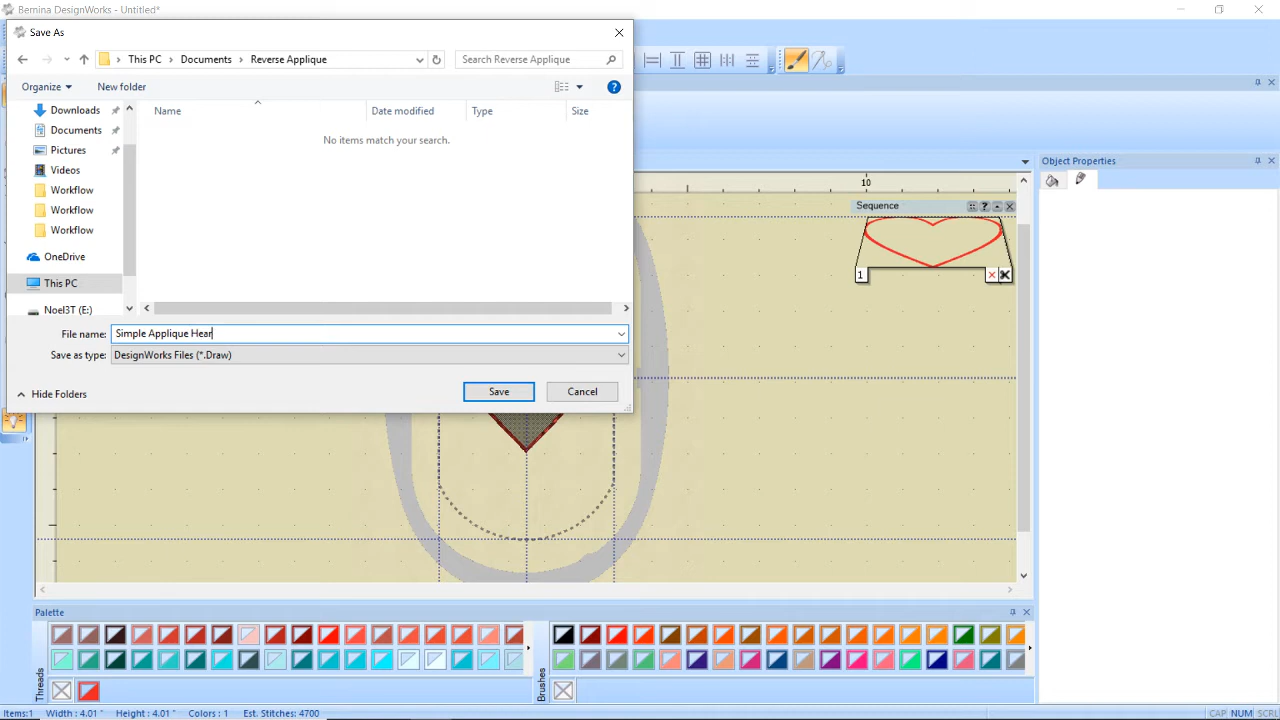 Bernina DesignWorks - Untitled*
Save As
This PC > Documents > Reverse Applique
Search Reverse Applique
Organize
New folder
Name
Date modified
Type
Size
No items match your search.
Downloads
Documents
Pictures
Videos
Workflow
Workflow
Workflow
OneDrive
This PC
Noel3T (E:)
File name: Simple Applique Hear
Save as type: DesignWorks Files (*.Draw)
Hide Folders
Save
Cancel
Object Properties
10
Sequence
1
Palette
Threads
Brushes
Items:1 Width : 4.01" Height : 4.01" Colors : 1 Est. Stitches: 4700
CAP NUM SCRL